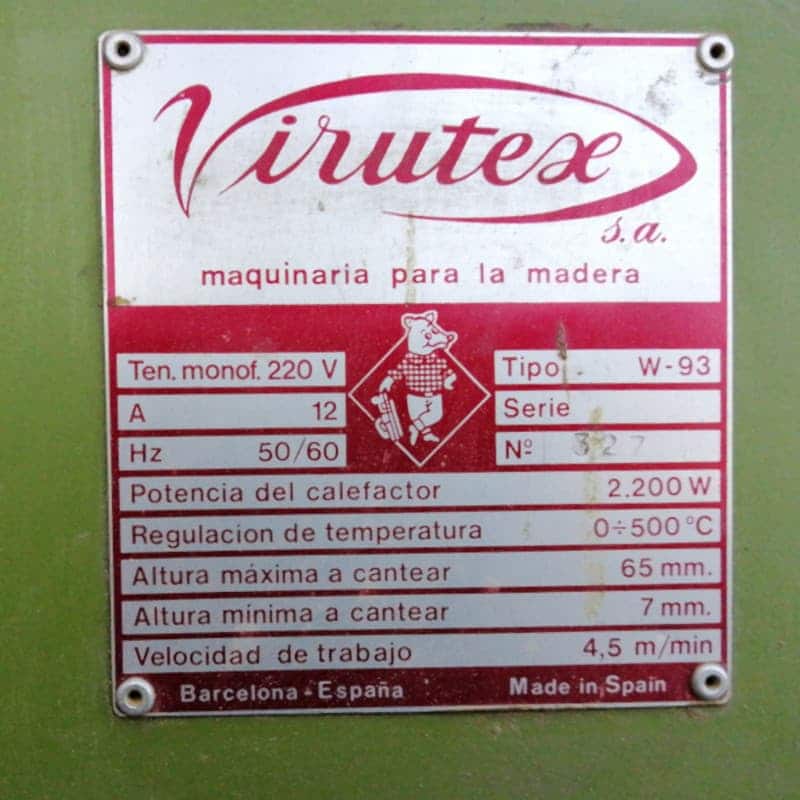 Virutex
s.a.
maquinaria para la madera
Ten. monof. 220 V
A 12
Hz 50/60
Tipo W-93
Serie
Nº 327
Potencia del calefactor 2.200 W
Regulacion de temperatura 0÷500 °C
Altura máxima a cantear 65 mm.
Altura mínima a cantear 7 mm.
Velocidad de trabajo 4,5 m/min
Barcelona - España Made in Spain